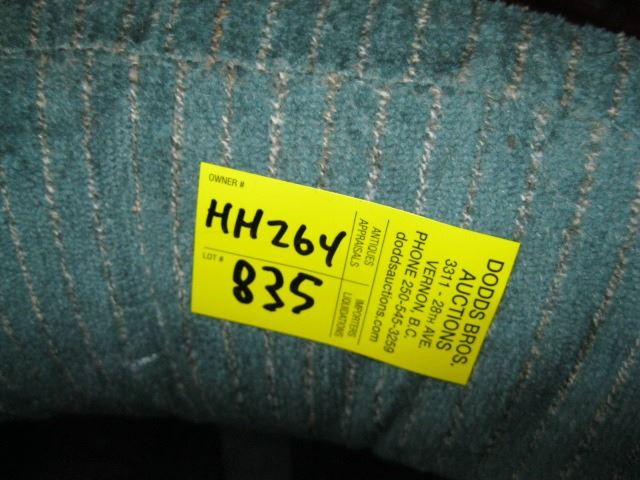 OWNER #
HH264
LOT #
835
ANTIQUES
APPRAISALS
IMPORTERS
LIQUIDATIONS
DODDS BROS.
AUCTIONS
3311 - 28TH AVE.
VERNON, B.C.
PHONE 250-545-3259
doddsauctions.com